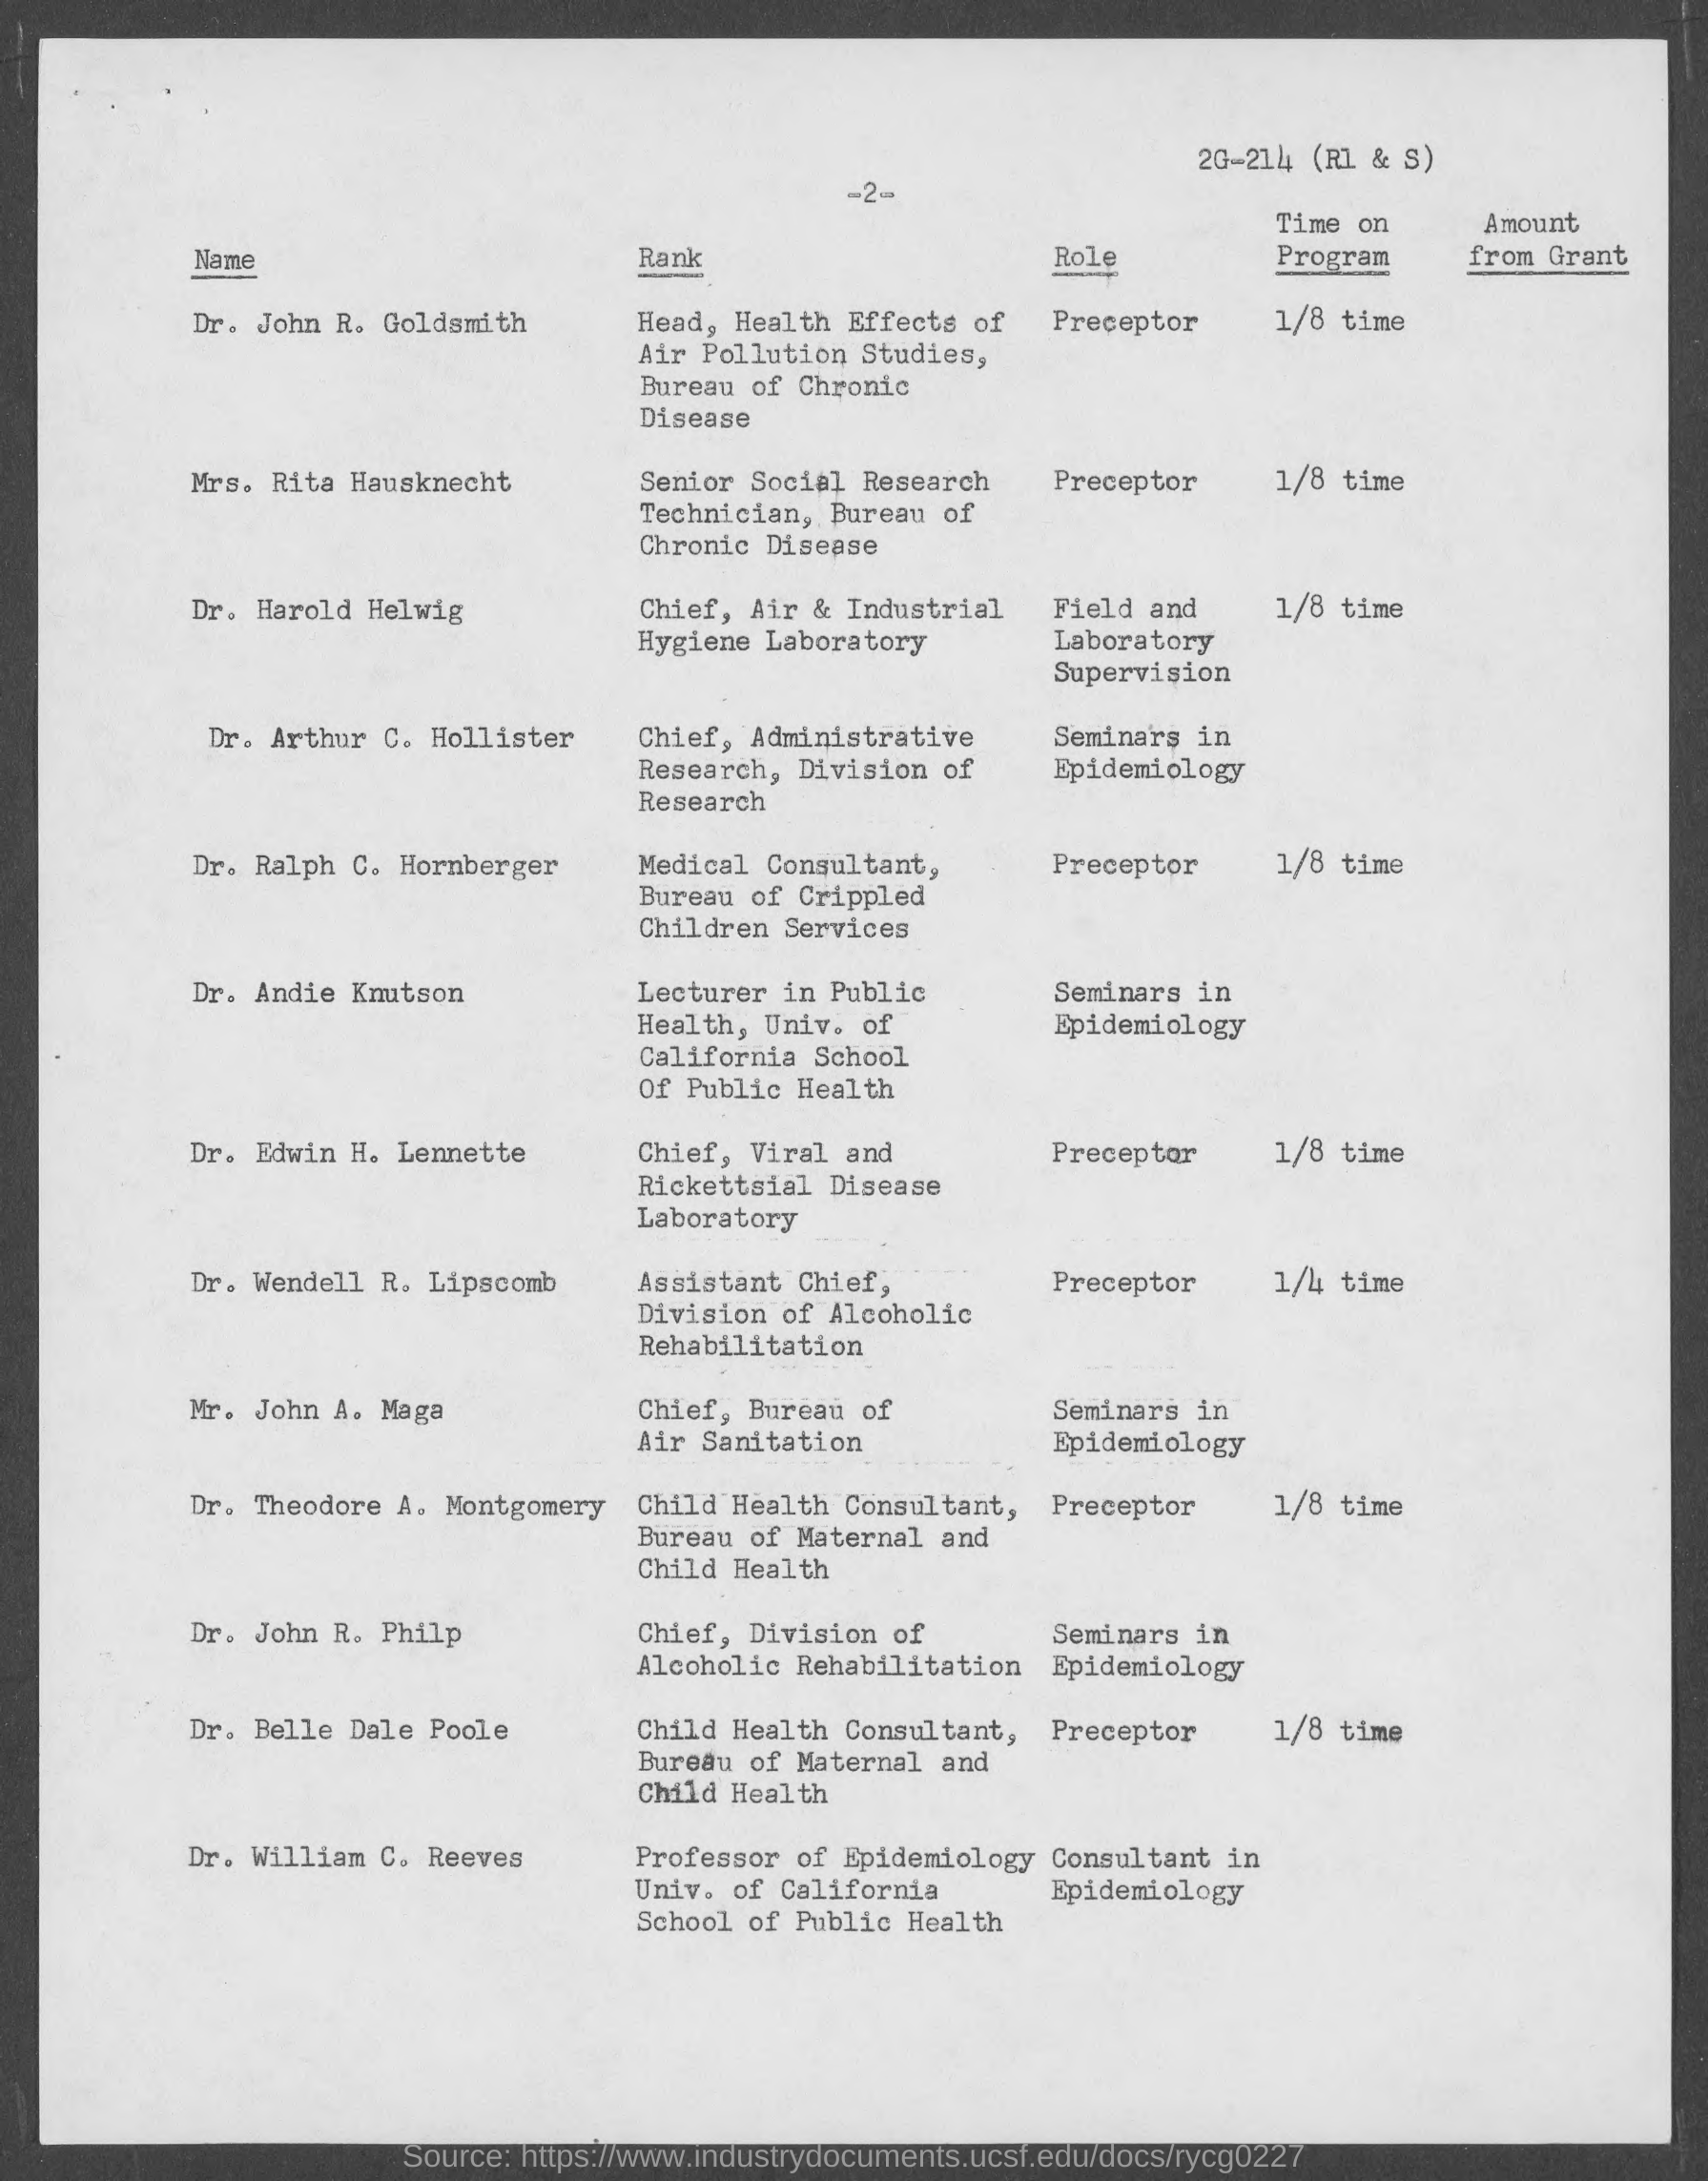 2G-214 (R1 & S)
-2-
Time on Amount
Name Rank Role Program from Grant
Dr. John R. Goldsmith Head, Health Effects of Preceptor 1/8 time
Air Pollution Studies,
Bureau of Chronic
Disease
Mrs. Rita Hausknecht Senior Social Research Preceptor 1/8 time
Technician, Bureau of
Chronic Disease
Dr. Harold Helwig Chief, Air & Industrial Field and 1/8 time
Hygiene Laboratory Laboratory
Supervision
Dr. Arthur C. Hollister Chief, Administrative Seminars in
Research, Division of Epidemiology
Research
Dr. Ralph C. Hornberger Medical Consultant, Preceptor 1/8 time
Bureau of Crippled
Children Services
Dr. Andie Knutson Lecturer in Public Seminars in
Health, Univ. of Epidemiology
California School
Of Public Health
Dr. Edwin H. Lennette Chief, Viral and Preceptor 1/8 time
Rickettsial Disease
Laboratory
Dr. Wendell R. Lipscomb Assistant Chief, Preceptor 1/4 time
Division of Alcoholic
Rehabilitation
Mr. John A. Maga Chief, Bureau of Seminars in
Air Sanitation Epidemiology
Dr. Theodore A. Montgomery Child Health Consultant, Preceptor 1/8 time
Bureau of Maternal and
Child Health
Dr. John R. Philp Chief, Division of Seminars in
Alcoholic Rehabilitation Epidemiology
Dr. Belle Dale Poole Child Health Consultant, Preceptor 1/8 time
Bureau of Maternal and
Child Health
Dr. William C. Reeves Professor of Epidemiology Consultant in
Univ. of California Epidemiology
School of Public Health
Source: https://www.industrydocuments.ucsf.edu/docs/rycg0227